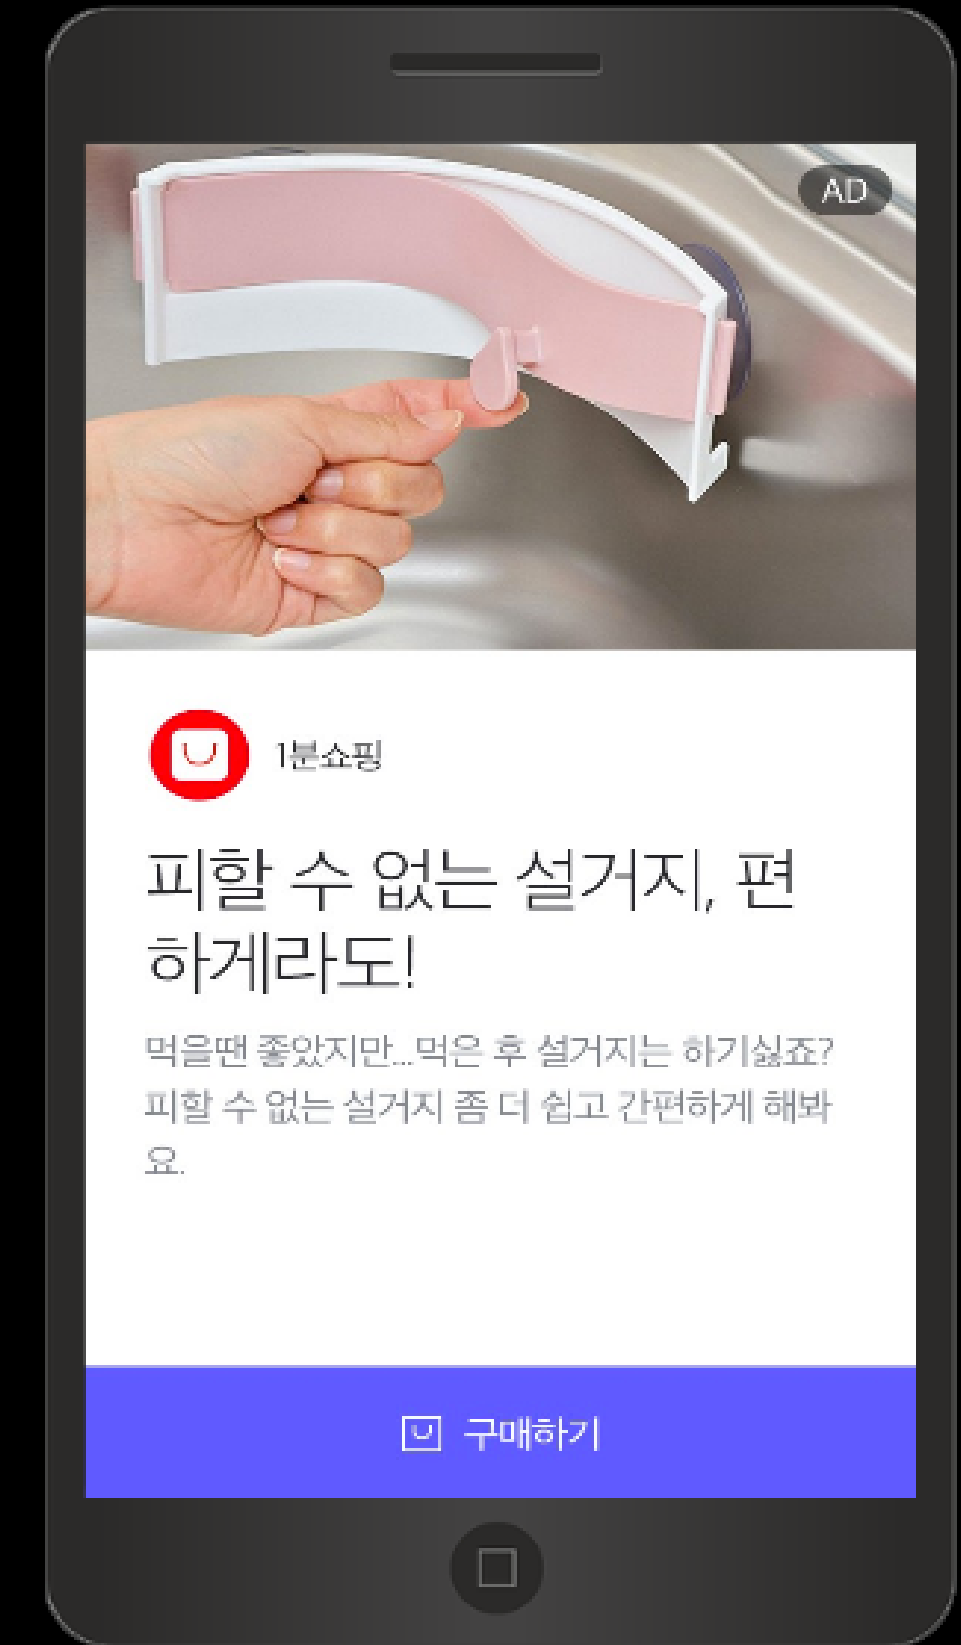 AD
1분쇼핑
피할 수 없는 설거지, 편
하게라도!
먹을땐 좋았지만...먹은 후 설거지는 하기싫죠?
피할 수 없는 설거지 좀 더 쉽고 간편하게 해봐
요.
구매하기